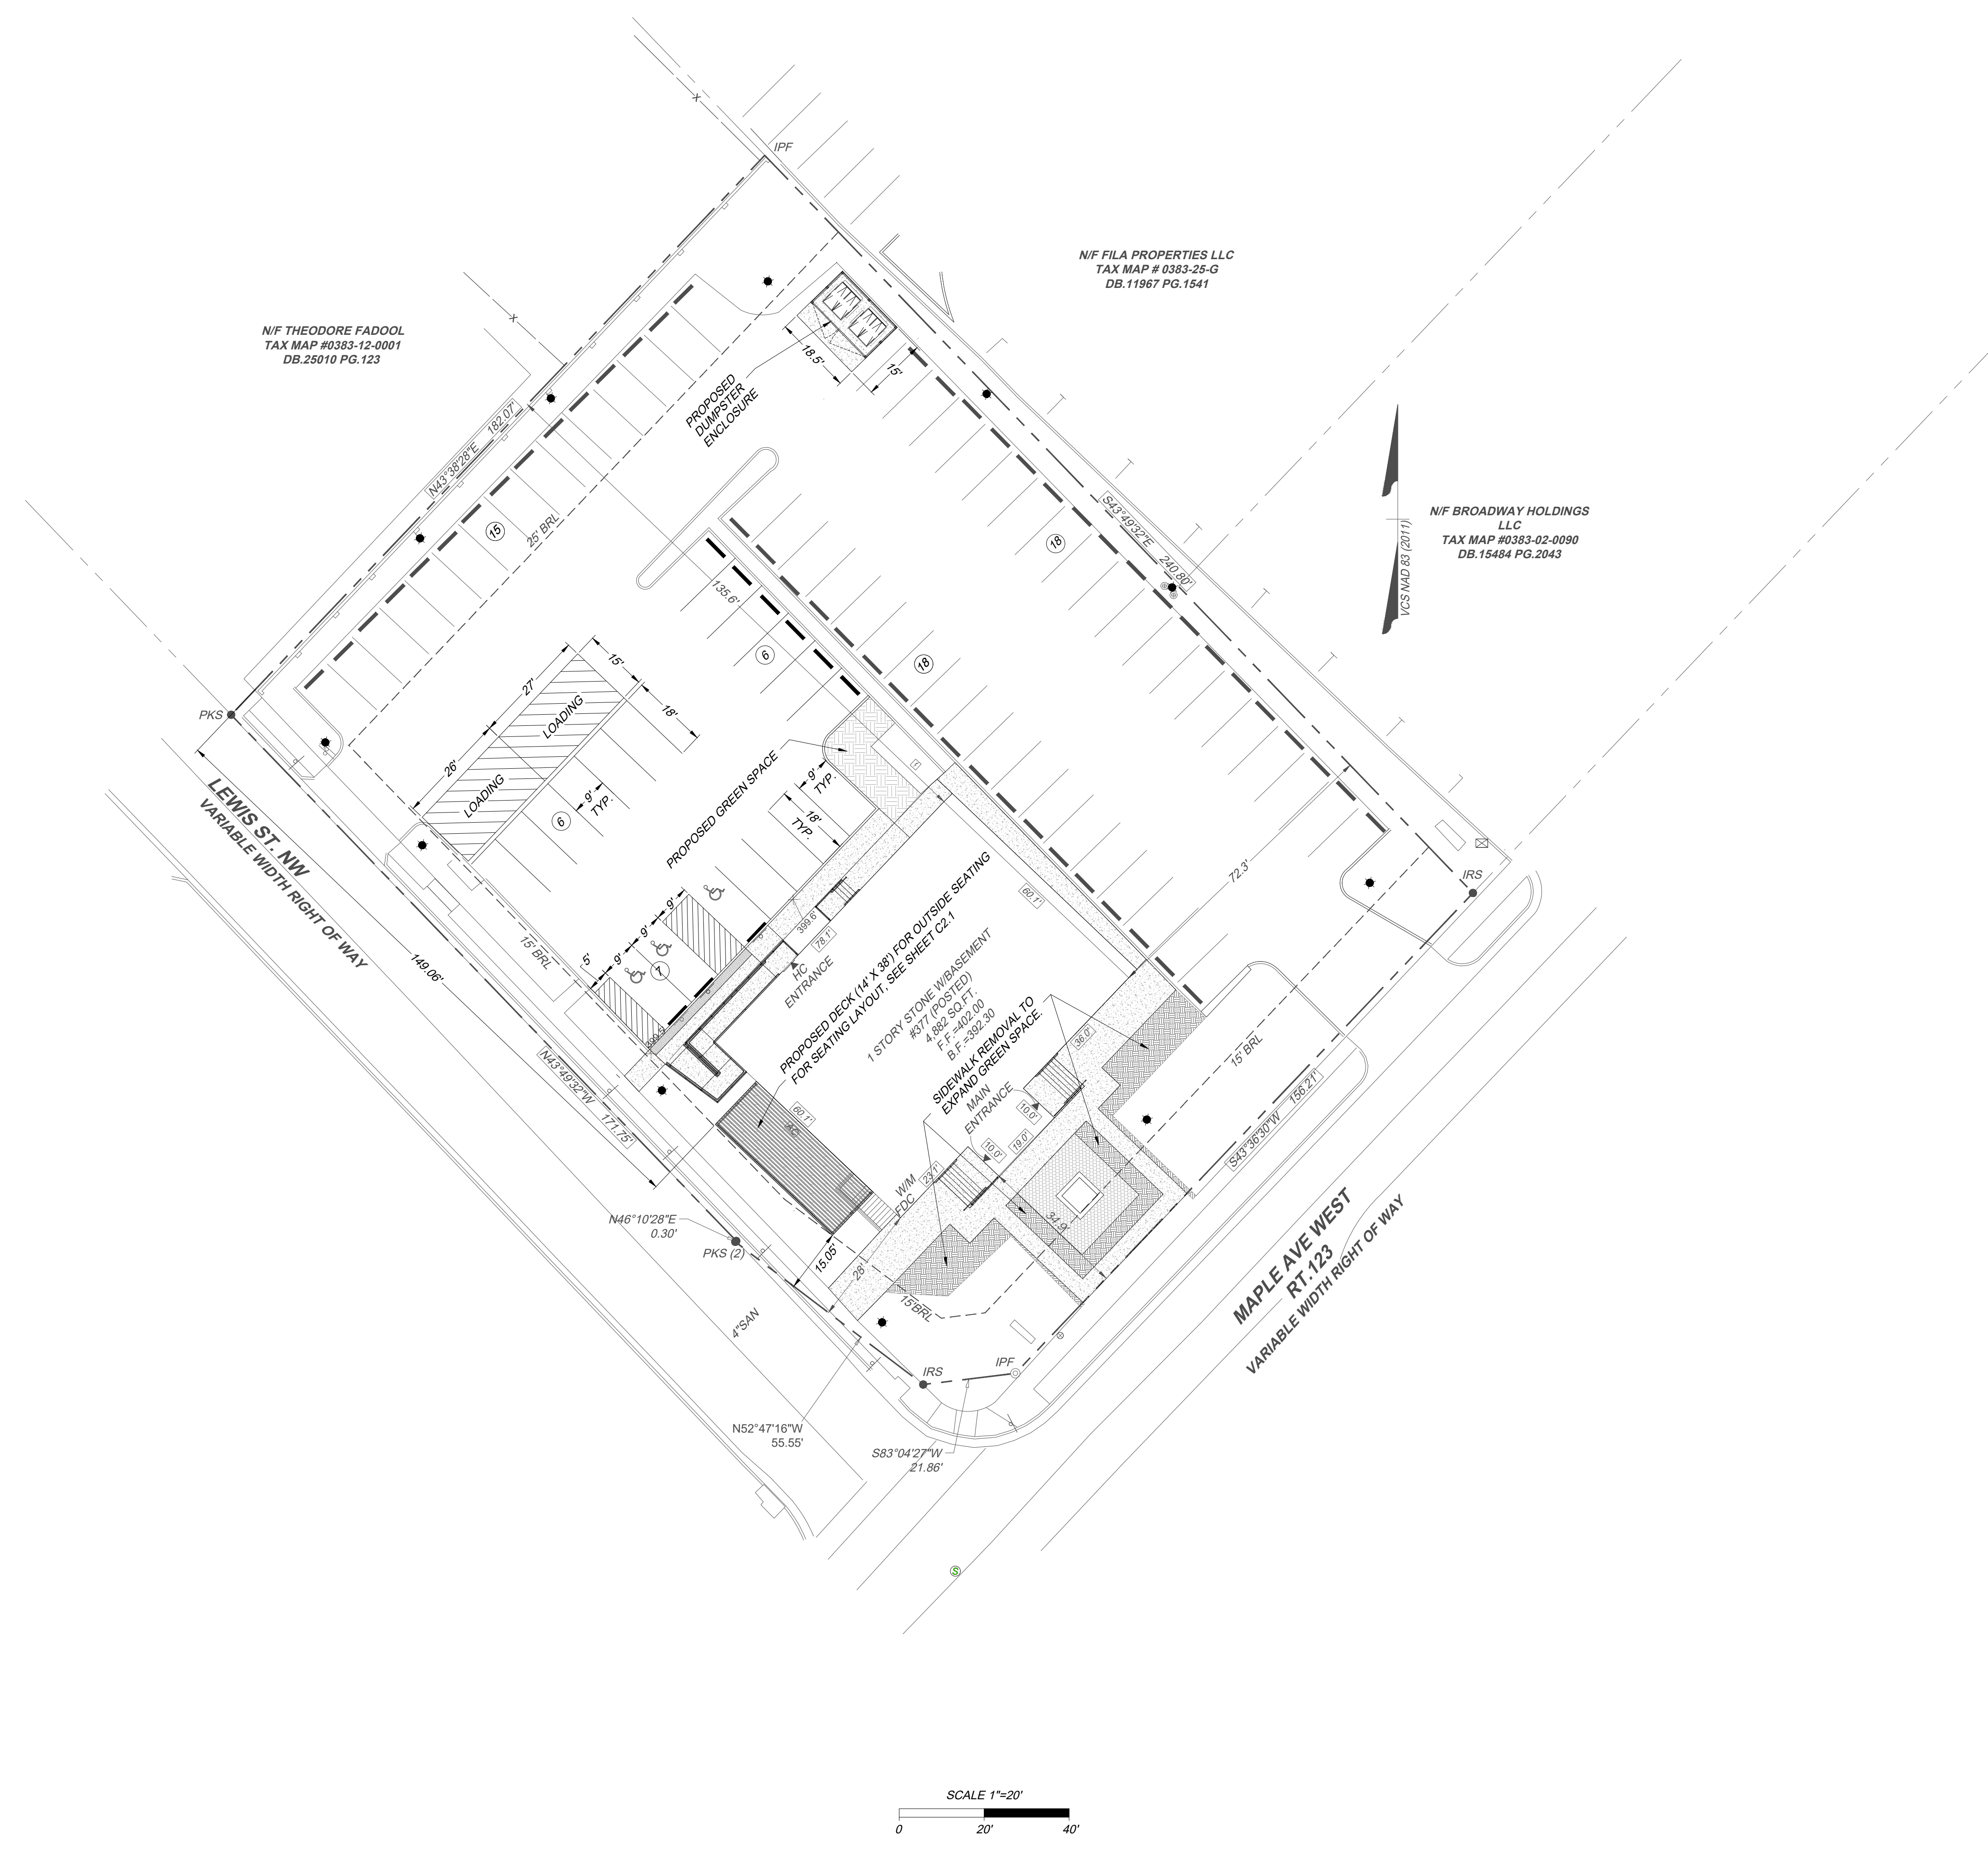 X
IPF
N/F FILA PROPERTIES LLC
TAX MAP # 0383-25-G
DB.11967 PG.1541
N/F THEODORE FADOOL
TAX MAP #0383-12-0001
DB.25010 PG.123
X
18.5'
15'
PROPOSED
DUMPSTER
ENCLOSURE
N43°38'28"E 182.07'
15
25' BRL
18
S43°49'32"E 240.80'
N/F BROADWAY HOLDINGS
LLC
TAX MAP #0383-02-0090
DB.15484 PG.2043
VCS NAD 83 (2011)
135.6'
6
18
15'
27'
18'
LOADING
26'
LOADING
6
9'
TYP.
PKS
LEWIS ST. NW
VARIABLE WIDTH RIGHT OF WAY
149.06'
PROPOSED GREEN SPACE
9'
TYP.
18'
TYP.
15' BRL
9'
9'
9'
5'
7
399.6'
78.1'
HC
ENTRANCE
60.1'
72.3'
IRS
PROPOSED DECK (14' X 38') FOR OUTSIDE SEATING
FOR SEATING LAYOUT, SEE SHEET C2.1
1 STORY STONE W/BASEMENT
#377 (POSTED)
4,882 SQ.FT.
F.F.=402.00
B.F.=392.30
SIDEWALK REMOVAL TO
EXPAND GREEN SPACE.
MAIN
ENTRANCE
36.0'
10.0'
19.0'
10.0'
23.1'
15' BRL
S43°36'30"W 156.21'
N43°49'32"W 171.75'
60.1'
W/M
FDC
34.9'
MAPLE AVE WEST
RT.123
VARIABLE WIDTH RIGHT OF WAY
N46°10'28"E
0.30'
PKS (2)
15.05'
28'
15'BRL
4"SAN
IRS
IPF
N52°47'16"W
55.55'
S83°04'27"W
21.86'
S
SCALE 1"=20'
0 20' 40'